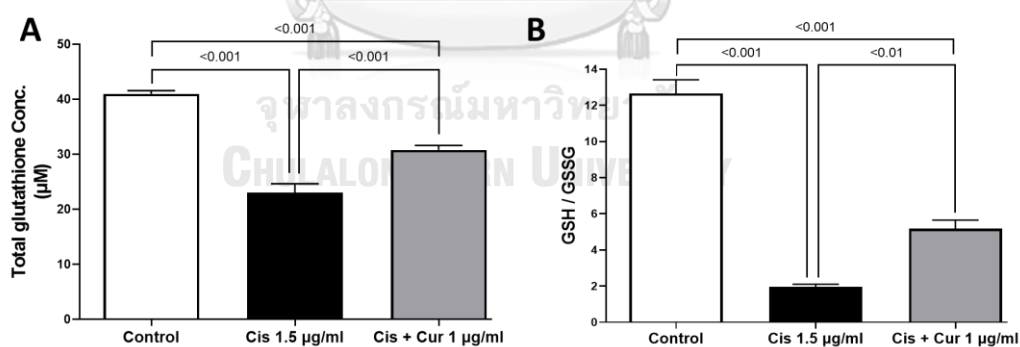 A
<0.001
<0.001
<0.001
50
40
30
20
10
0
Total glutathione Conc.
(µM)
Control
Cis 1.5 µg/ml
Cis + Cur 1 µg/ml
B
<0.001
<0.001
<0.01
14
12
10
8
6
4
2
0
GSH / GSSG
Control
Cis 1.5 µg/ml
Cis + Cur 1 µg/ml
จุฬาลงกรณ์มหาวิทยาลัย